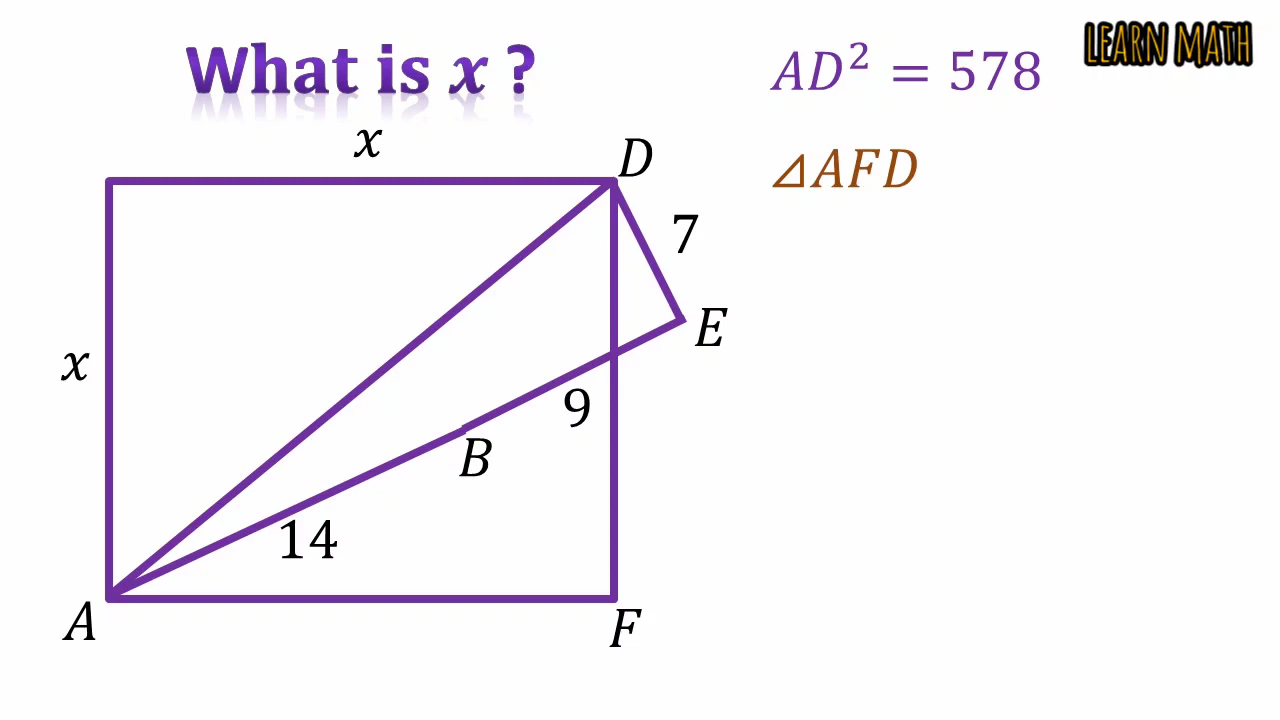 What is x ?
AD² = 578
LEARN MATH
⊿AFD
x
D
7
x
E
9
B
14
A
F